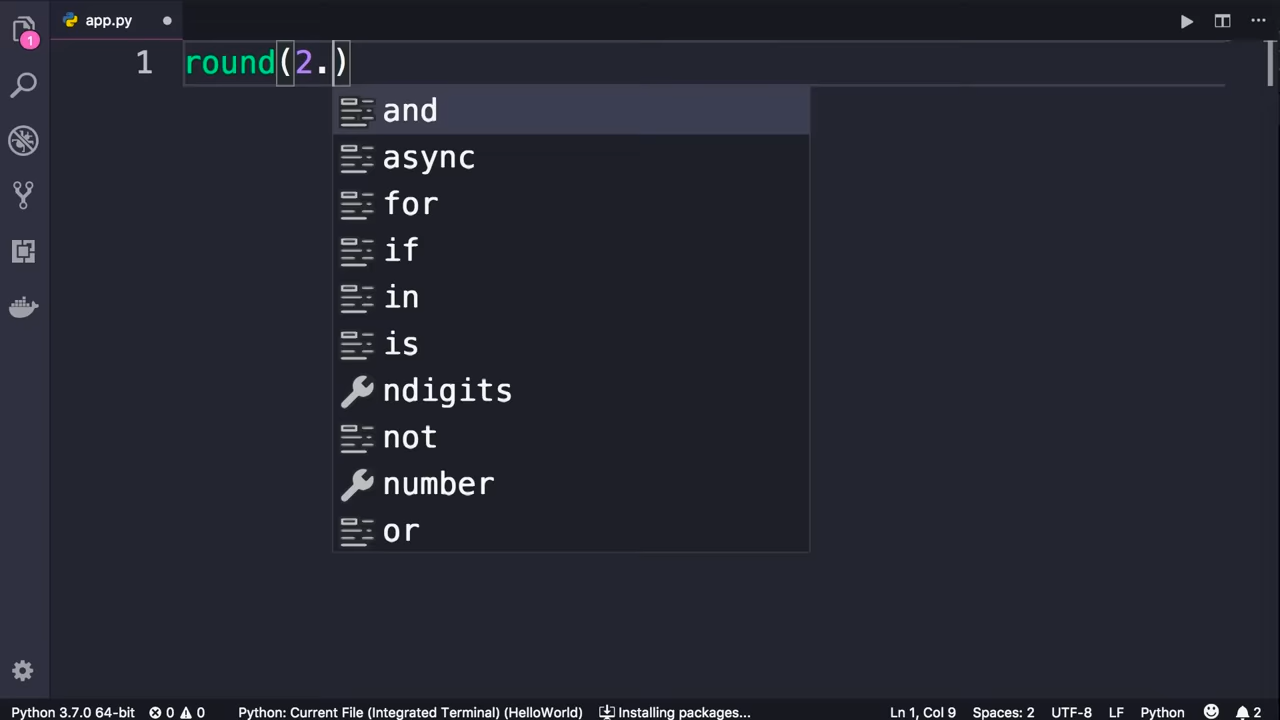 app.py
1
1 round(2.)
and
async
for
if
in
is
ndigits
not
number
or
Python 3.7.0 64-bit 0 0 Python: Current File (Integrated Terminal) (HelloWorld) Installing packages... Ln 1, Col 9 Spaces: 2 UTF-8 LF Python 2